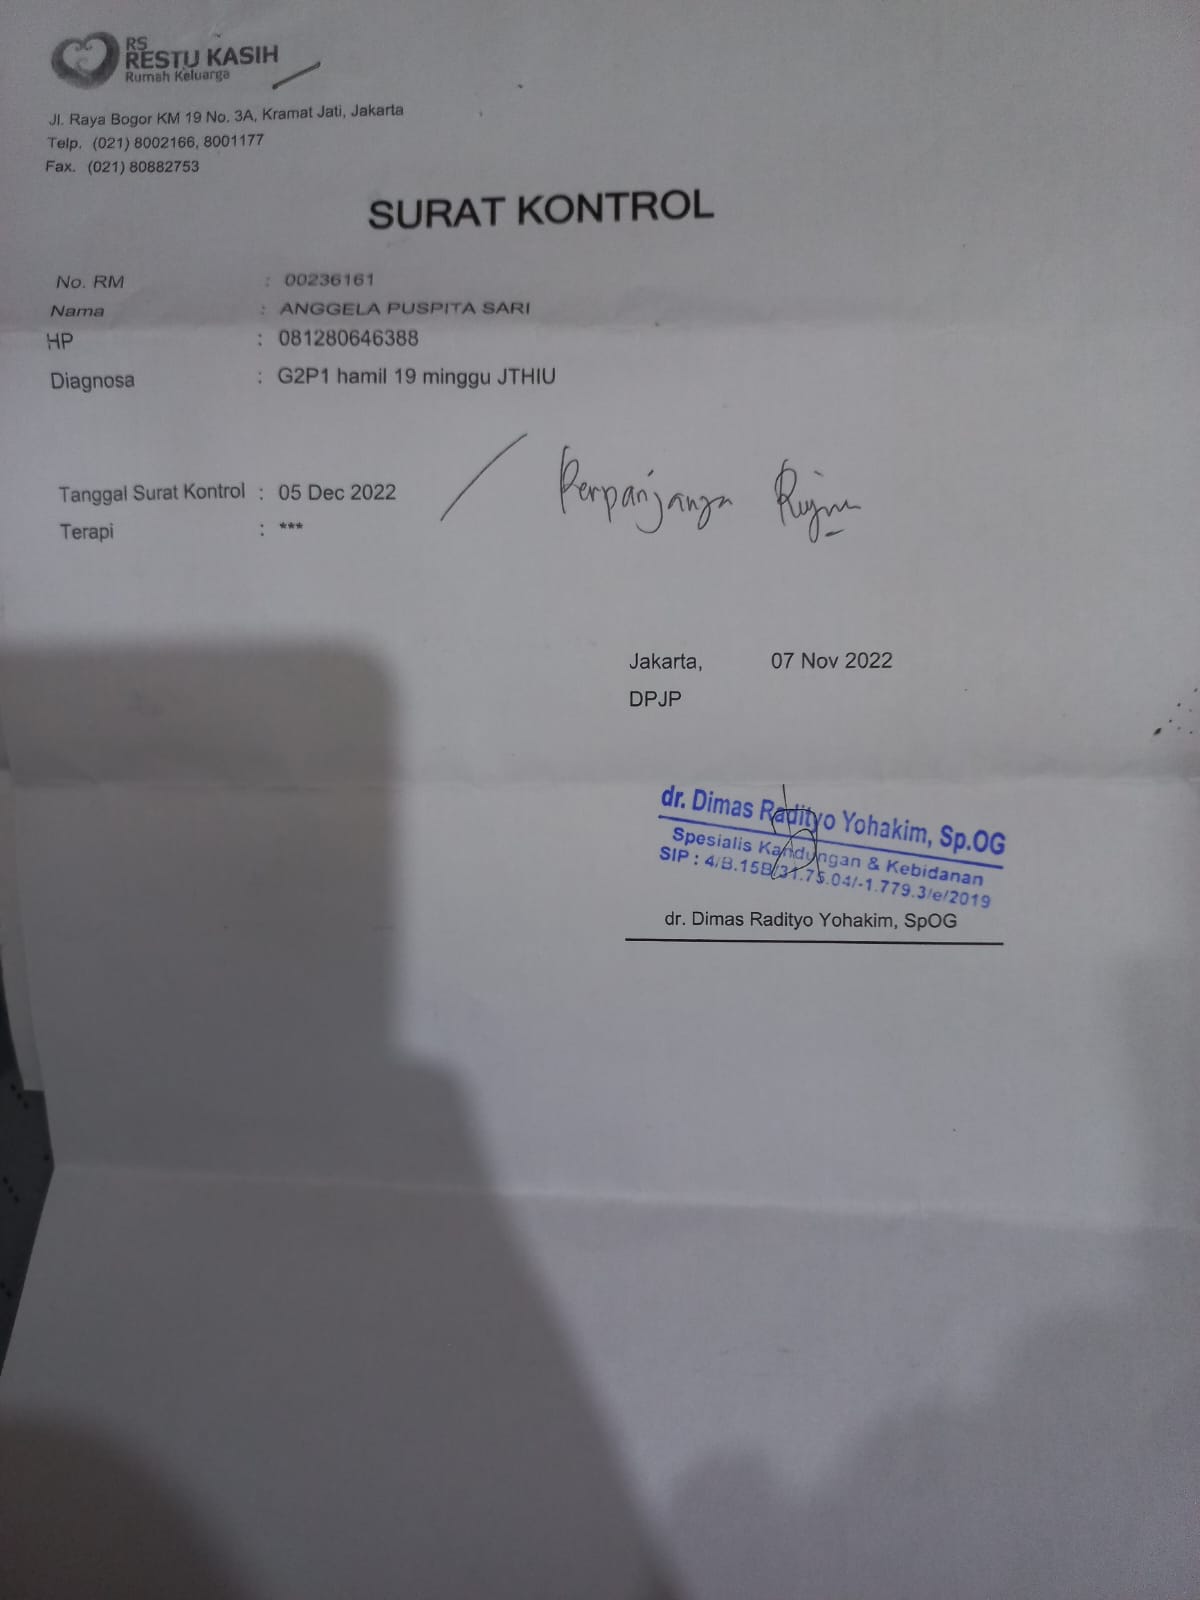 RS
RESTU KASIH
Rumah Keluarga
Jl. Raya Bogor KM 19 No. 3A, Kramat Jati, Jakarta
Telp. (021) 8002166, 8001177
Fax. (021) 80882753
SURAT KONTROL
No. RM : 00236161
Nama : ANGGELA PUSPITA SARI
HP : 081280646388
Diagnosa : G2P1 hamil 19 minggu JTHIU
Tanggal Surat Kontrol : 05 Dec 2022 / Perpanjangan
Terapi : ***
Jakarta, 07 Nov 2022
DPJP
dr. Dimas Radityo Yohakim, Sp.OG
Spesialis Kandungan & Kebidanan
SIP : 4/B.15B/31.75.04/-1.779.3/e/2019
dr. Dimas Radityo Yohakim, SpOG